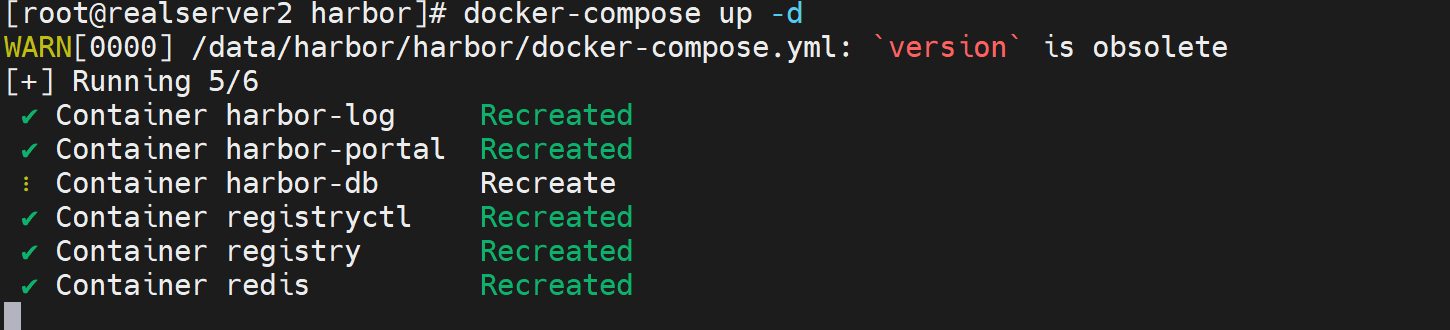 [root@realserver2 harbor]# docker-compose up -d
WARN[0000] /data/harbor/harbor/docker-compose.yml: `version` is obsolete
[+] Running 5/6
✔ Container harbor-log Recreated
✔ Container harbor-portal Recreated
⠇ Container harbor-db Recreate
✔ Container registryctl Recreated
✔ Container registry Recreated
✔ Container redis Recreated